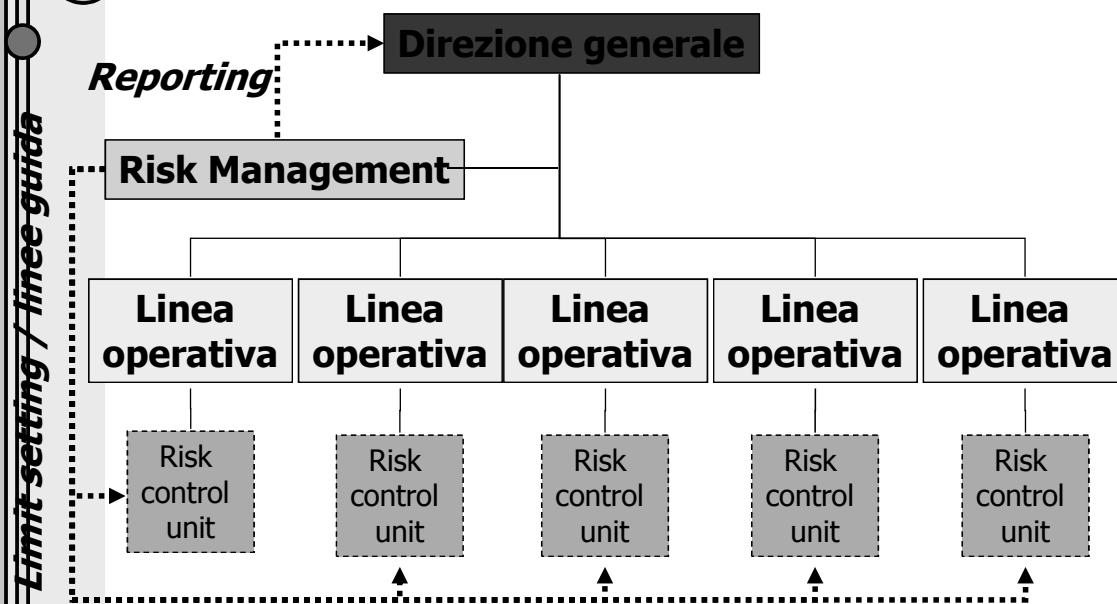 Direzione generale
Reporting
Risk Management
Limit setting / linee guida
Linea
operativa
Linea
operativa
Linea
operativa
Linea
operativa
Linea
operativa
Risk
control
unit
Risk
control
unit
Risk
control
unit
Risk
control
unit
Risk
control
unit